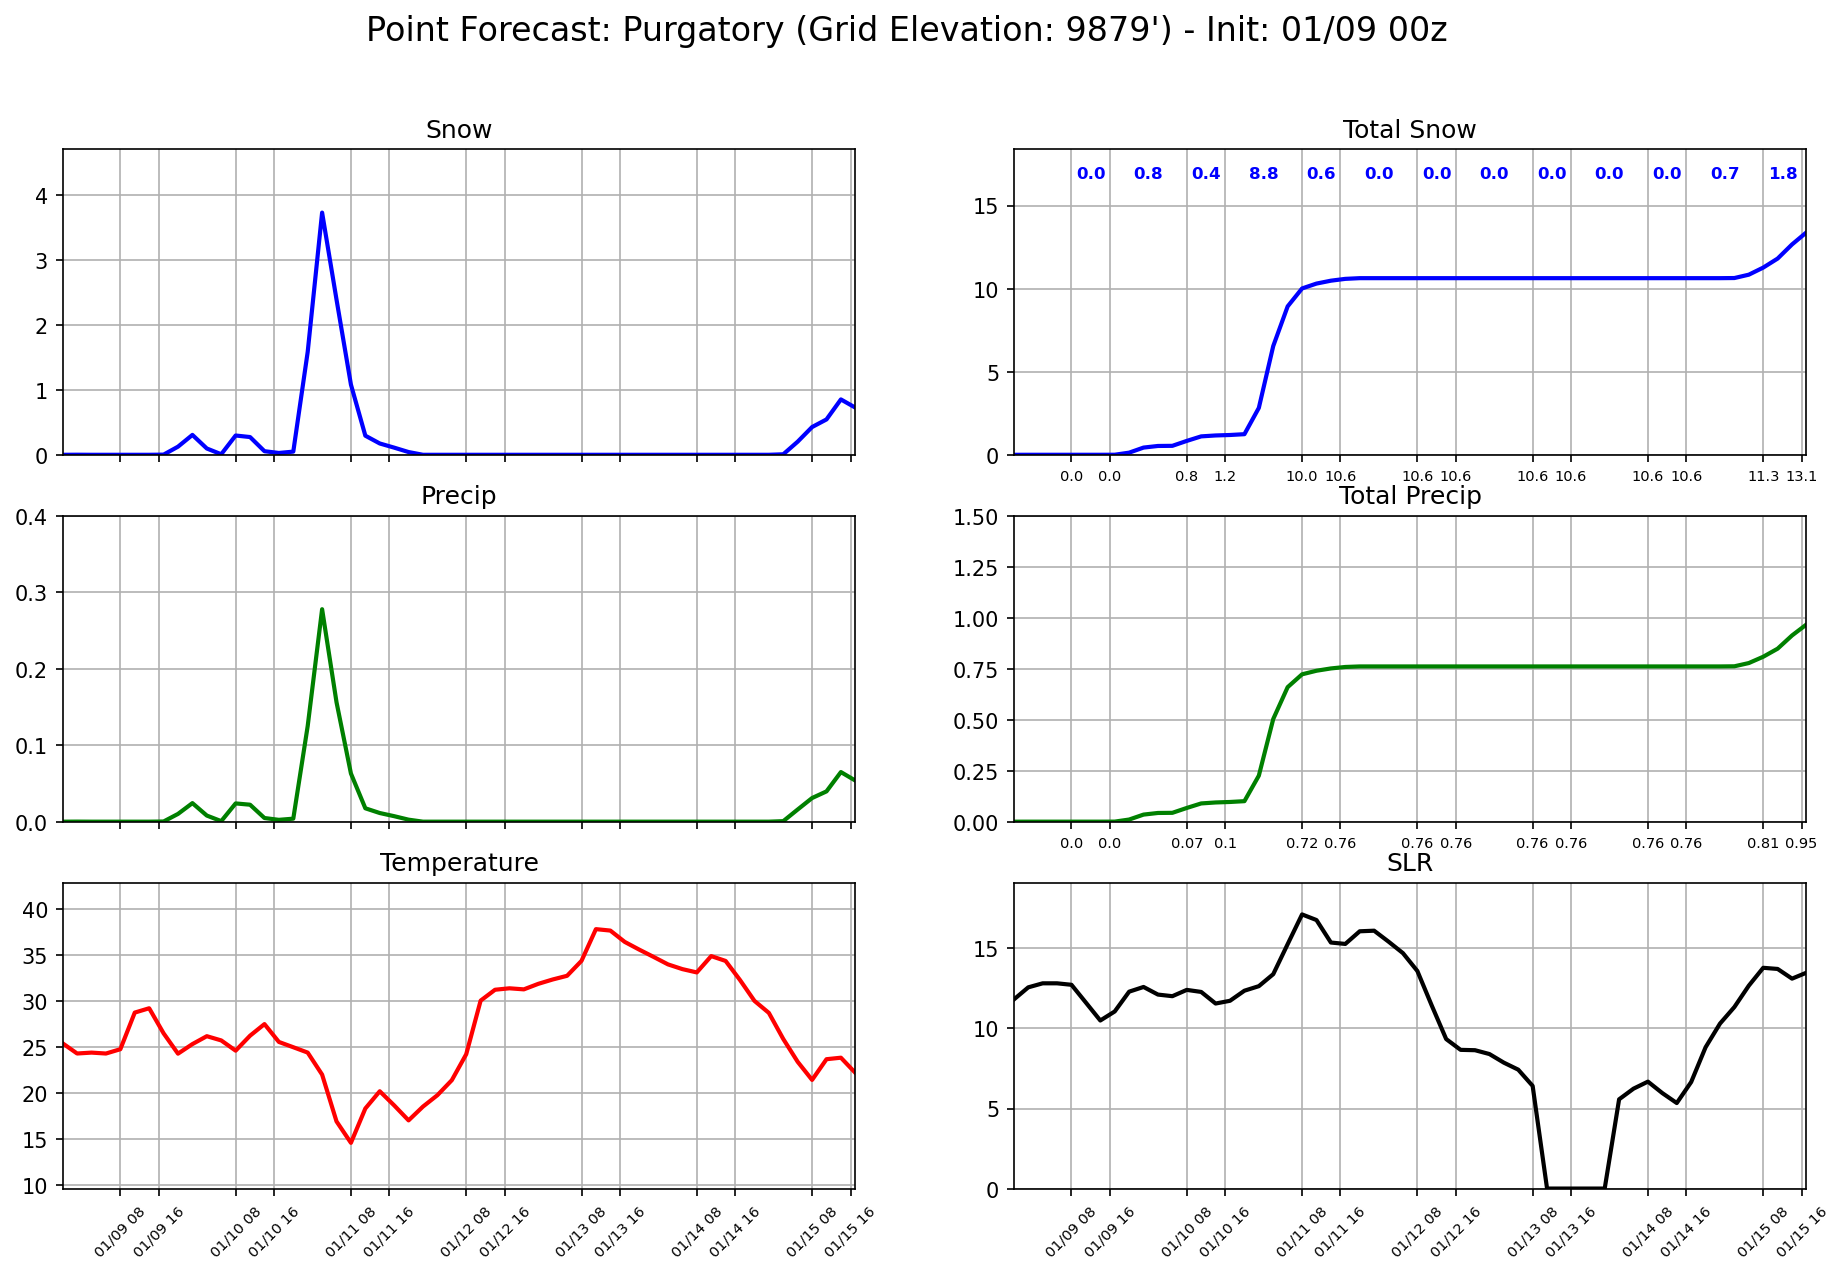 Point Forecast: Purgatory (Grid Elevation: 9879') - Init: 01/09 00z
Snow
4
3
2
1
0
Total Snow
0.0 0.8 0.4 8.8 0.6 0.0 0.0 0.0 0.0 0.0 0.0 0.7 1.8
15
10
5
0
0.0 0.0 0.8 1.2 10.0 10.6 10.6 10.6 10.6 10.6 10.6 10.6 11.3 13.1
Precip
0.4
0.3
0.2
0.1
0.0
Total Precip
1.50
1.25
1.00
0.75
0.50
0.25
0.00
0.0 0.0 0.07 0.1 0.72 0.76 0.76 0.76 0.76 0.76 0.76 0.76 0.81 0.95
Temperature
40
35
30
25
20
15
10
01/09 08 01/09 16 01/10 08 01/10 16 01/11 08 01/11 16 01/12 08 01/12 16 01/13 08 01/13 16 01/14 08 01/14 16 01/15 08 01/15 16
SLR
15
10
5
0
01/09 08 01/09 16 01/10 08 01/10 16 01/11 08 01/11 16 01/12 08 01/12 16 01/13 08 01/13 16 01/14 08 01/14 16 01/15 08 01/15 16